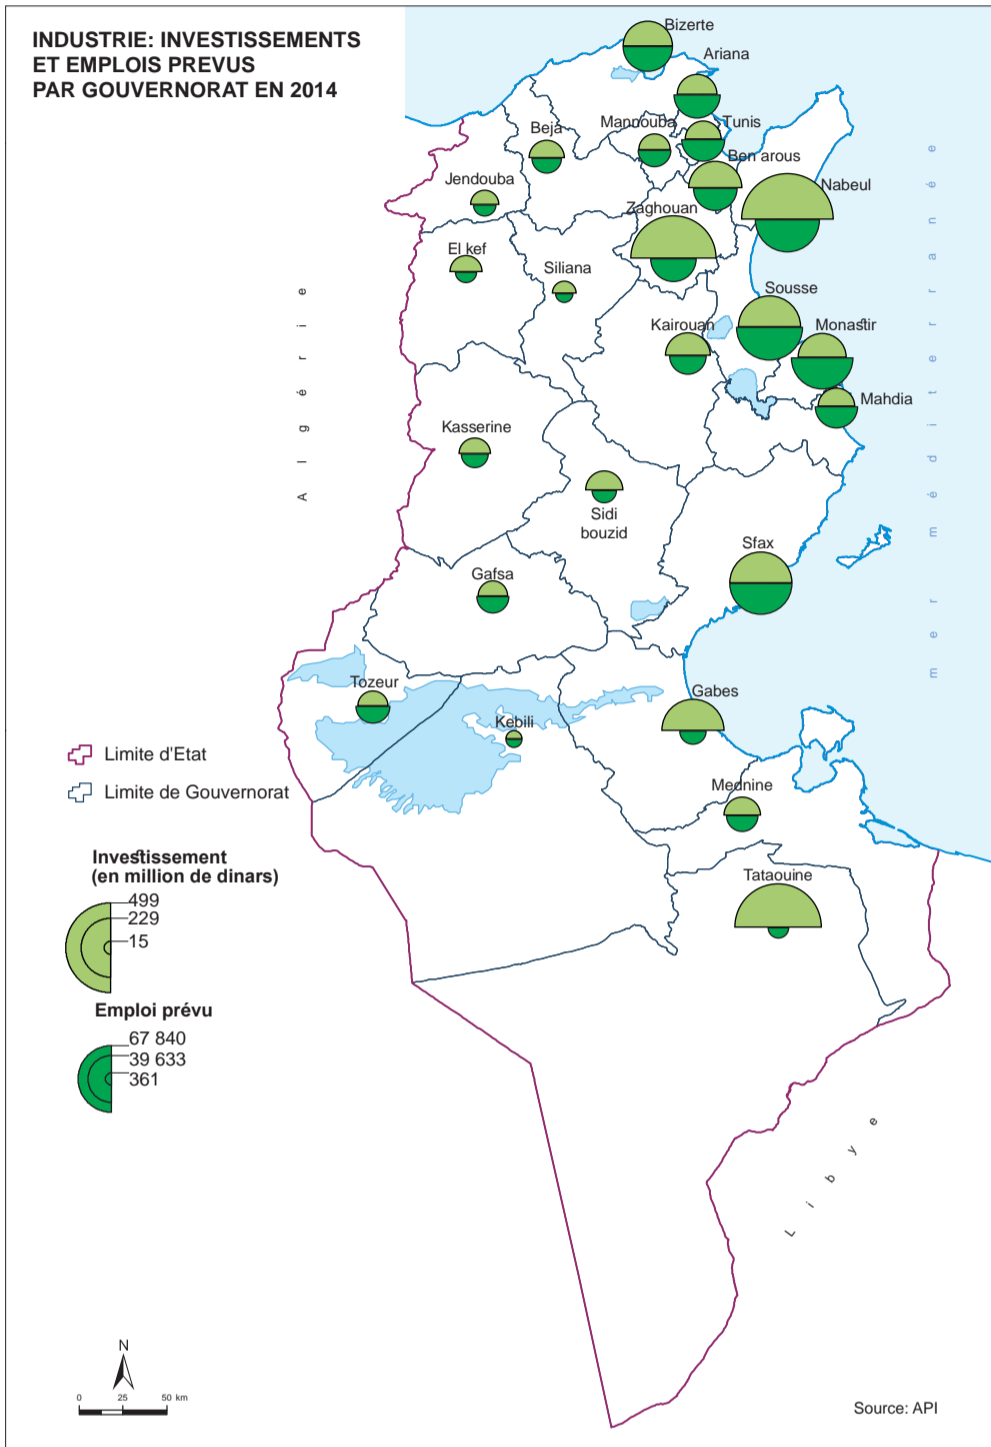 INDUSTRIE: INVESTISSEMENTS
ET EMPLOIS PREVUS
PAR GOUVERNORAT EN 2014
Bizerte
Ariana
Mannouba
Tunis
Beja
Ben arous
Jendouba
Nabeul
Zaghouan
El kef
Siliana
Sousse
Kairouan
Monastir
Mahdia
Kasserine
Sidi
bouzid
Sfax
Gafsa
Tozeur
Gabes
Kebili
Mednine
Tataouine
Algérie
mer méditerranée
Libye
Limite d'Etat
Limite de Gouvernorat
Investissement
(en million de dinars)
499
229
15
Emploi prévu
67 840
39 633
361
N
0 25 50 km
Source: API